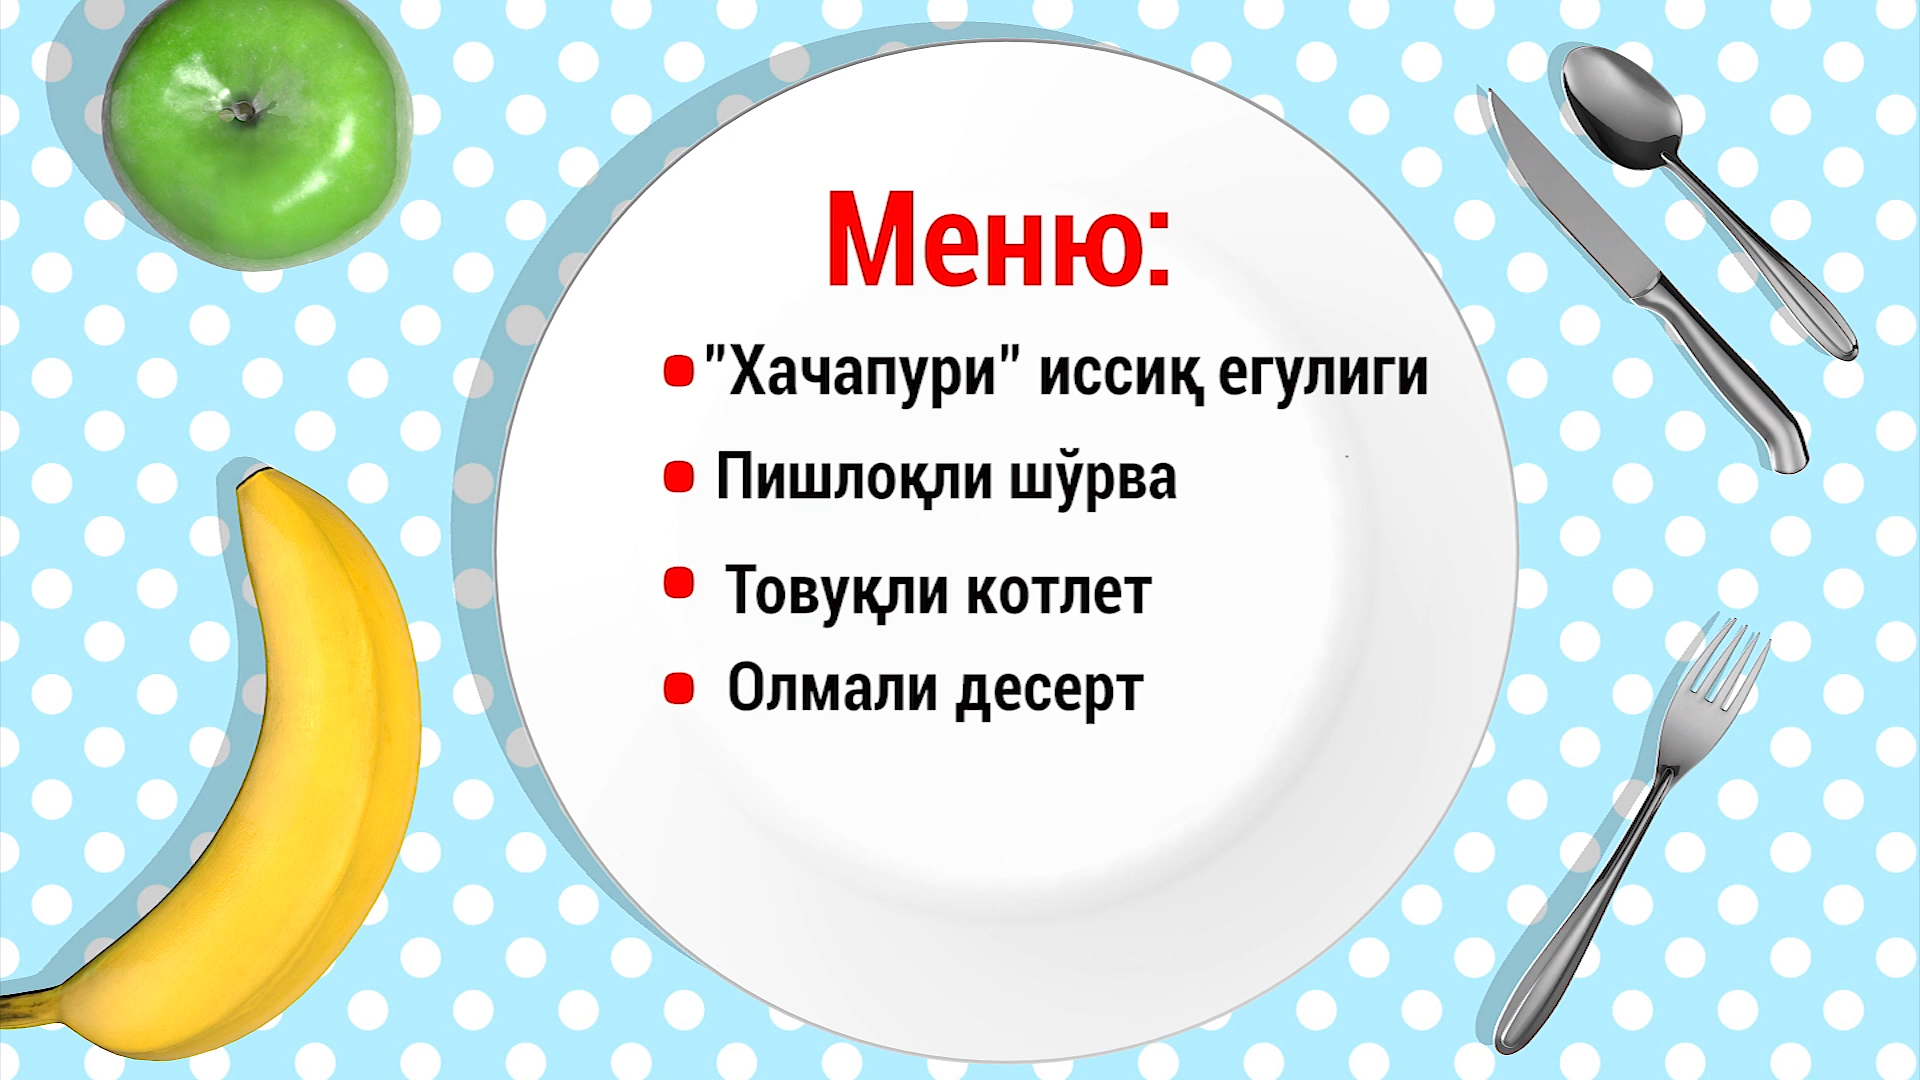 Меню:
• "Хачапури" иссиқ егулиги
• Пишлоқли шўрва
• Товуқли котлет
• Олмали десерт